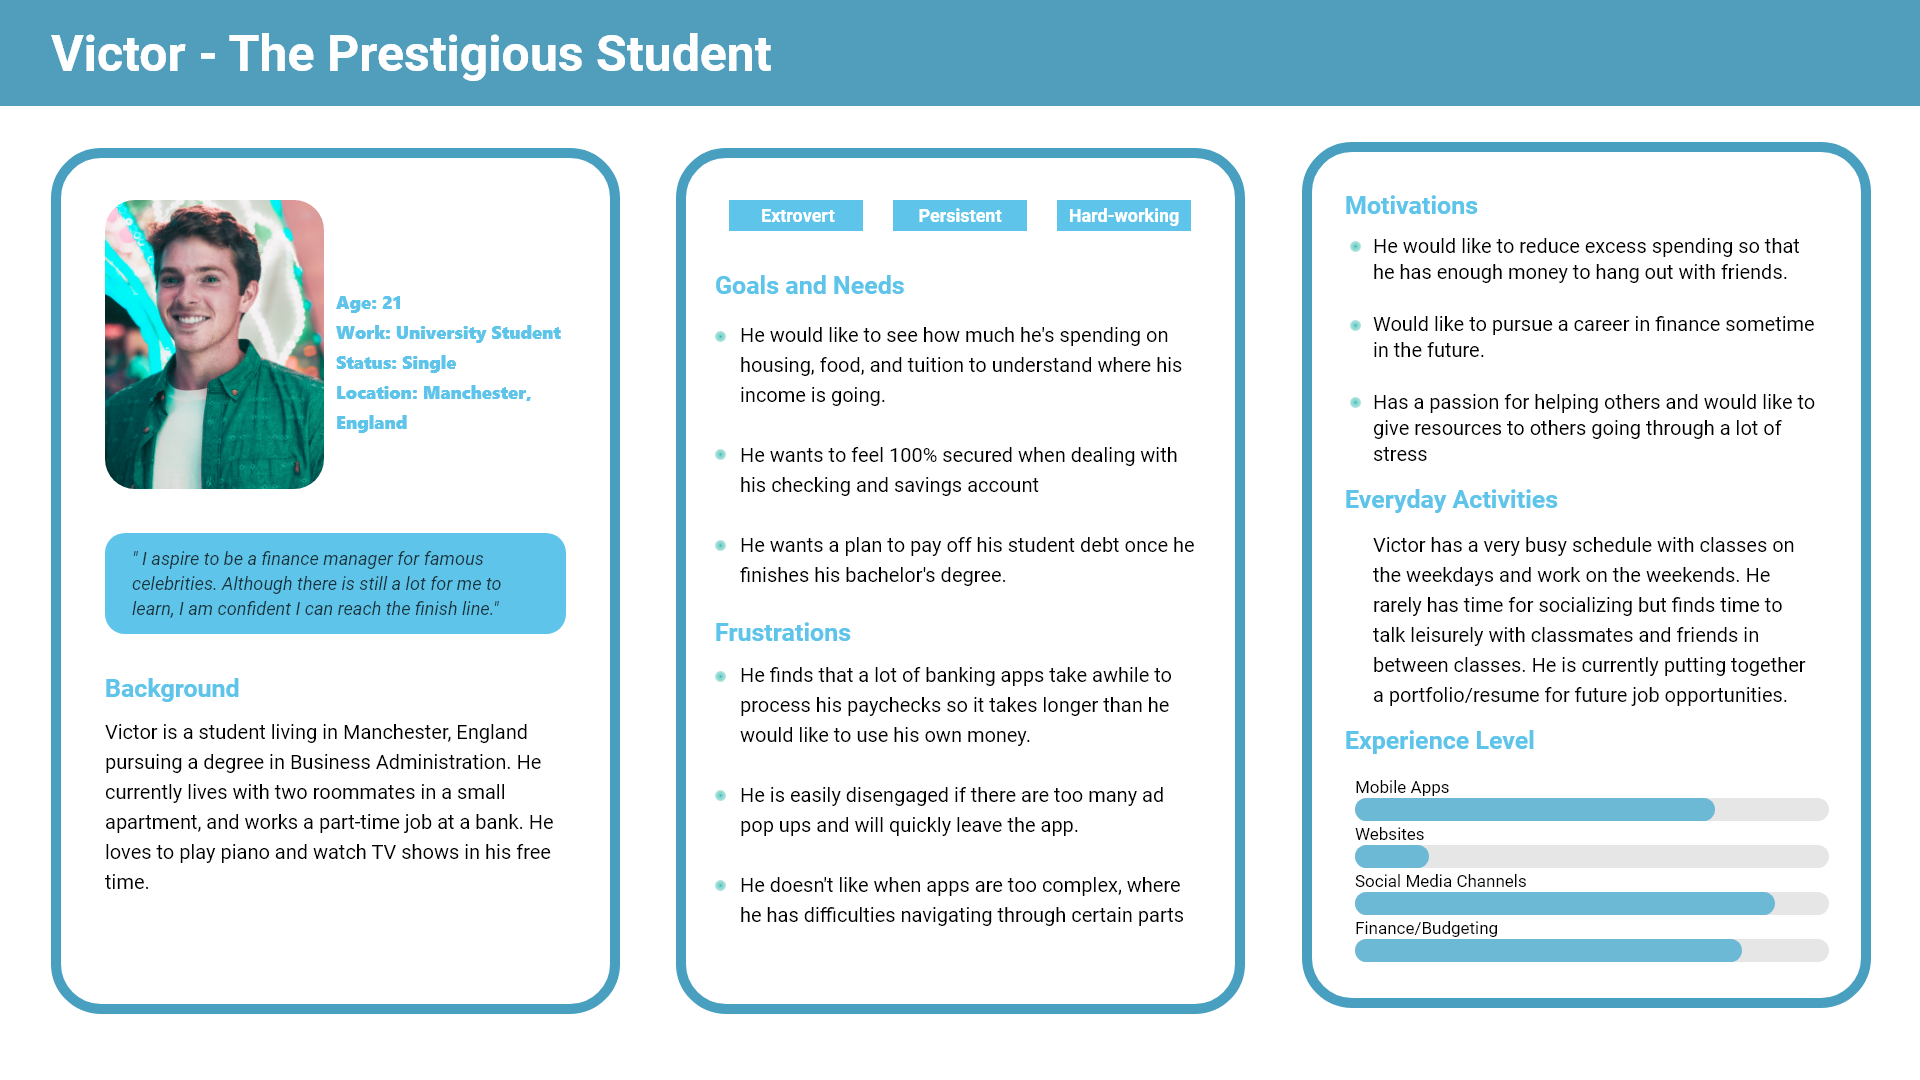 Victor - The Prestigious Student
Age: 21
Work: University Student
Status: Single
Location: Manchester,
England
" I aspire to be a finance manager for famous
celebrities. Although there is still a lot for me to
learn, I am confident I can reach the finish line."
Background
Victor is a student living in Manchester, England
pursuing a degree in Business Administration. He
currently lives with two roommates in a small
apartment, and works a part-time job at a bank. He
loves to play piano and watch TV shows in his free
time.
Extrovert
Persistent
Hard-working
Goals and Needs
He would like to see how much he's spending on
housing, food, and tuition to understand where his
income is going.
He wants to feel 100% secured when dealing with
his checking and savings account
He wants a plan to pay off his student debt once he
finishes his bachelor's degree.
Frustrations
He finds that a lot of banking apps take awhile to
process his paychecks so it takes longer than he
would like to use his own money.
He is easily disengaged if there are too many ad
pop ups and will quickly leave the app.
He doesn't like when apps are too complex, where
he has difficulties navigating through certain parts
Motivations
He would like to reduce excess spending so that
he has enough money to hang out with friends.
Would like to pursue a career in finance sometime
in the future.
Has a passion for helping others and would like to
give resources to others going through a lot of
stress
Everyday Activities
Victor has a very busy schedule with classes on
the weekdays and work on the weekends. He
rarely has time for socializing but finds time to
talk leisurely with classmates and friends in
between classes. He is currently putting together
a portfolio/resume for future job opportunities.
Experience Level
Mobile Apps
Websites
Social Media Channels
Finance/Budgeting